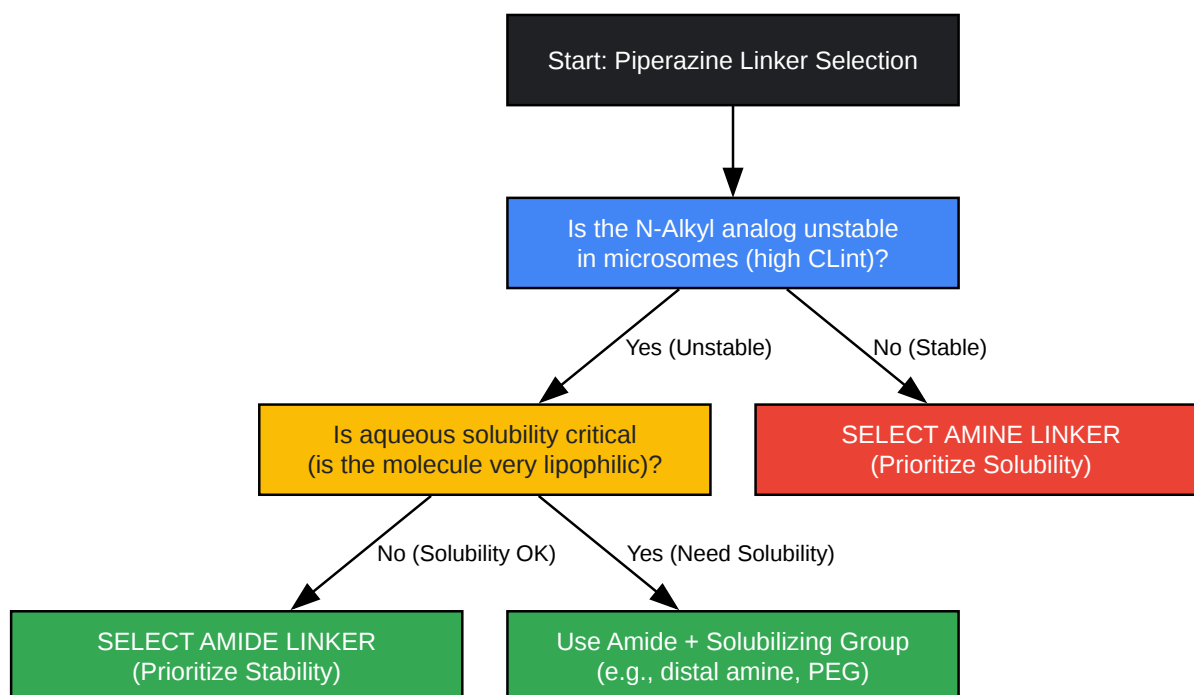 Start: Piperazine Linker Selection
Is the N-Alkyl analog unstable
in microsomes (high CLint)?
Yes (Unstable)
No (Stable)
Is aqueous solubility critical
(is the molecule very lipophilic)?
SELECT AMINE LINKER
(Prioritize Solubility)
No (Solubility OK)
Yes (Need Solubility)
SELECT AMIDE LINKER
(Prioritize Stability)
Use Amide + Solubilizing Group
(e.g., distal amine, PEG)